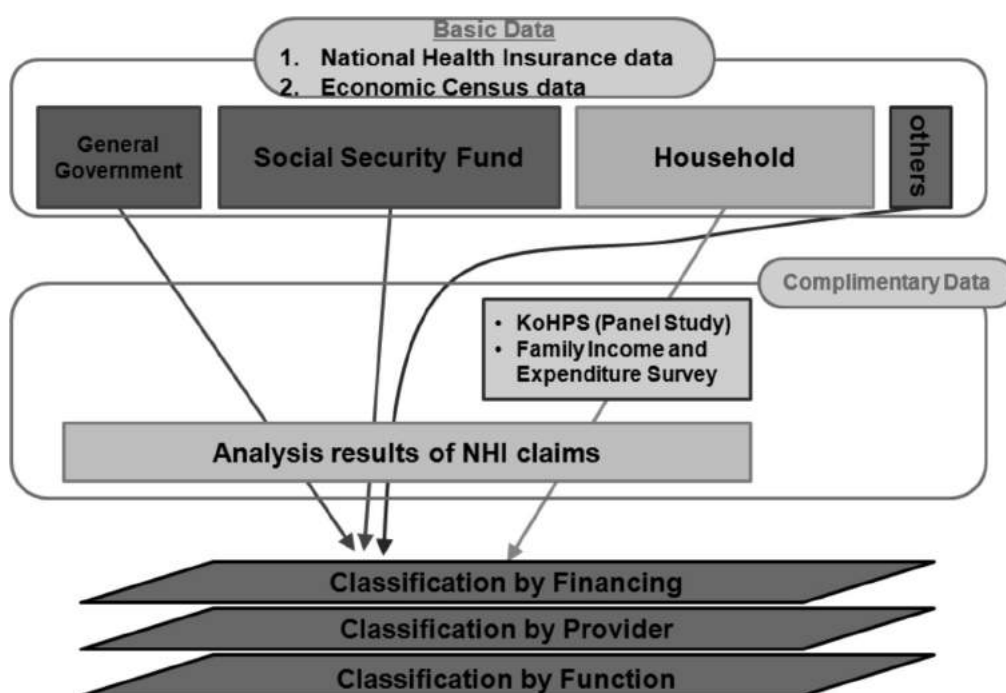 Basic Data
1. National Health Insurance data
2. Economic Census data
General
Government
Social Security Fund
Household
others
Complimentary Data
• KoHPS (Panel Study)
• Family Income and
Expenditure Survey
Analysis results of NHI claims
Classification by Financing
Classification by Provider
Classification by Function